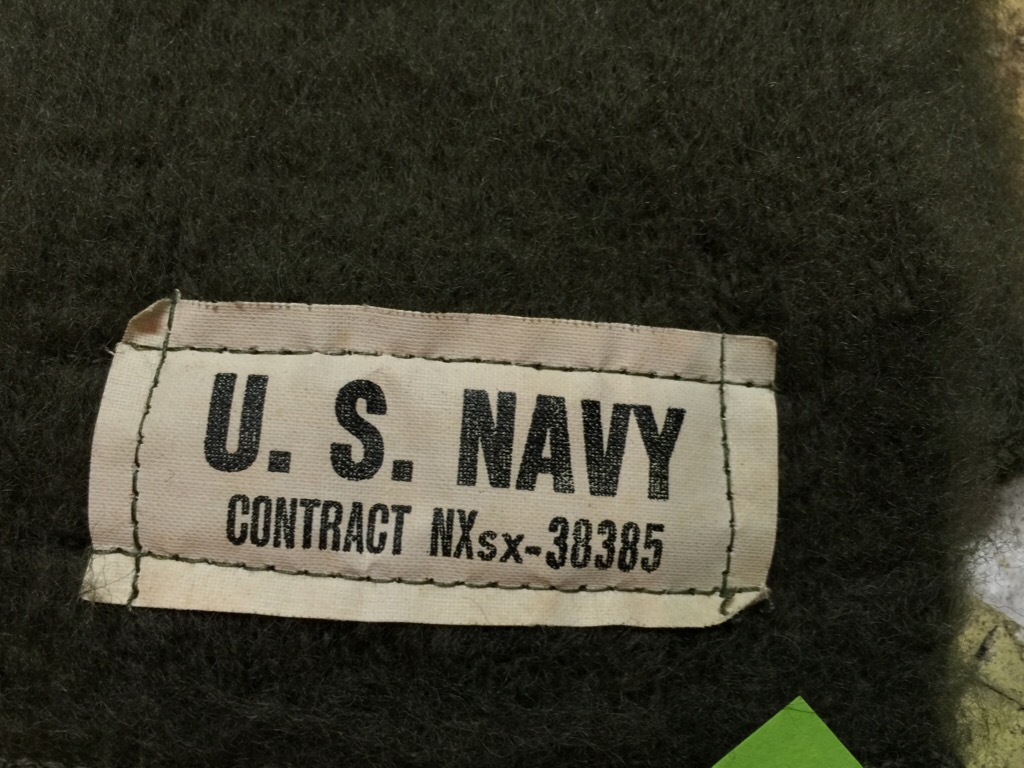 U. S. NAVY
CONTRACT NXsx-38385